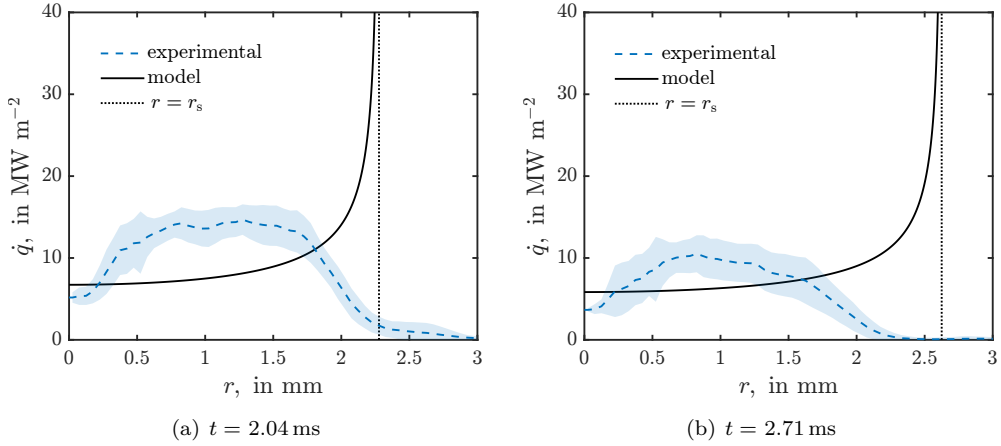 40
30
20
10
0
q̇, in MW m⁻²
experimental
model
r = rₛ
0 0.5 1 1.5 2 2.5 3
r, in mm
(a) t = 2.04 ms
40
30
20
10
0
q̇, in MW m⁻²
experimental
model
r = rₛ
0 0.5 1 1.5 2 2.5 3
r, in mm
(b) t = 2.71 ms